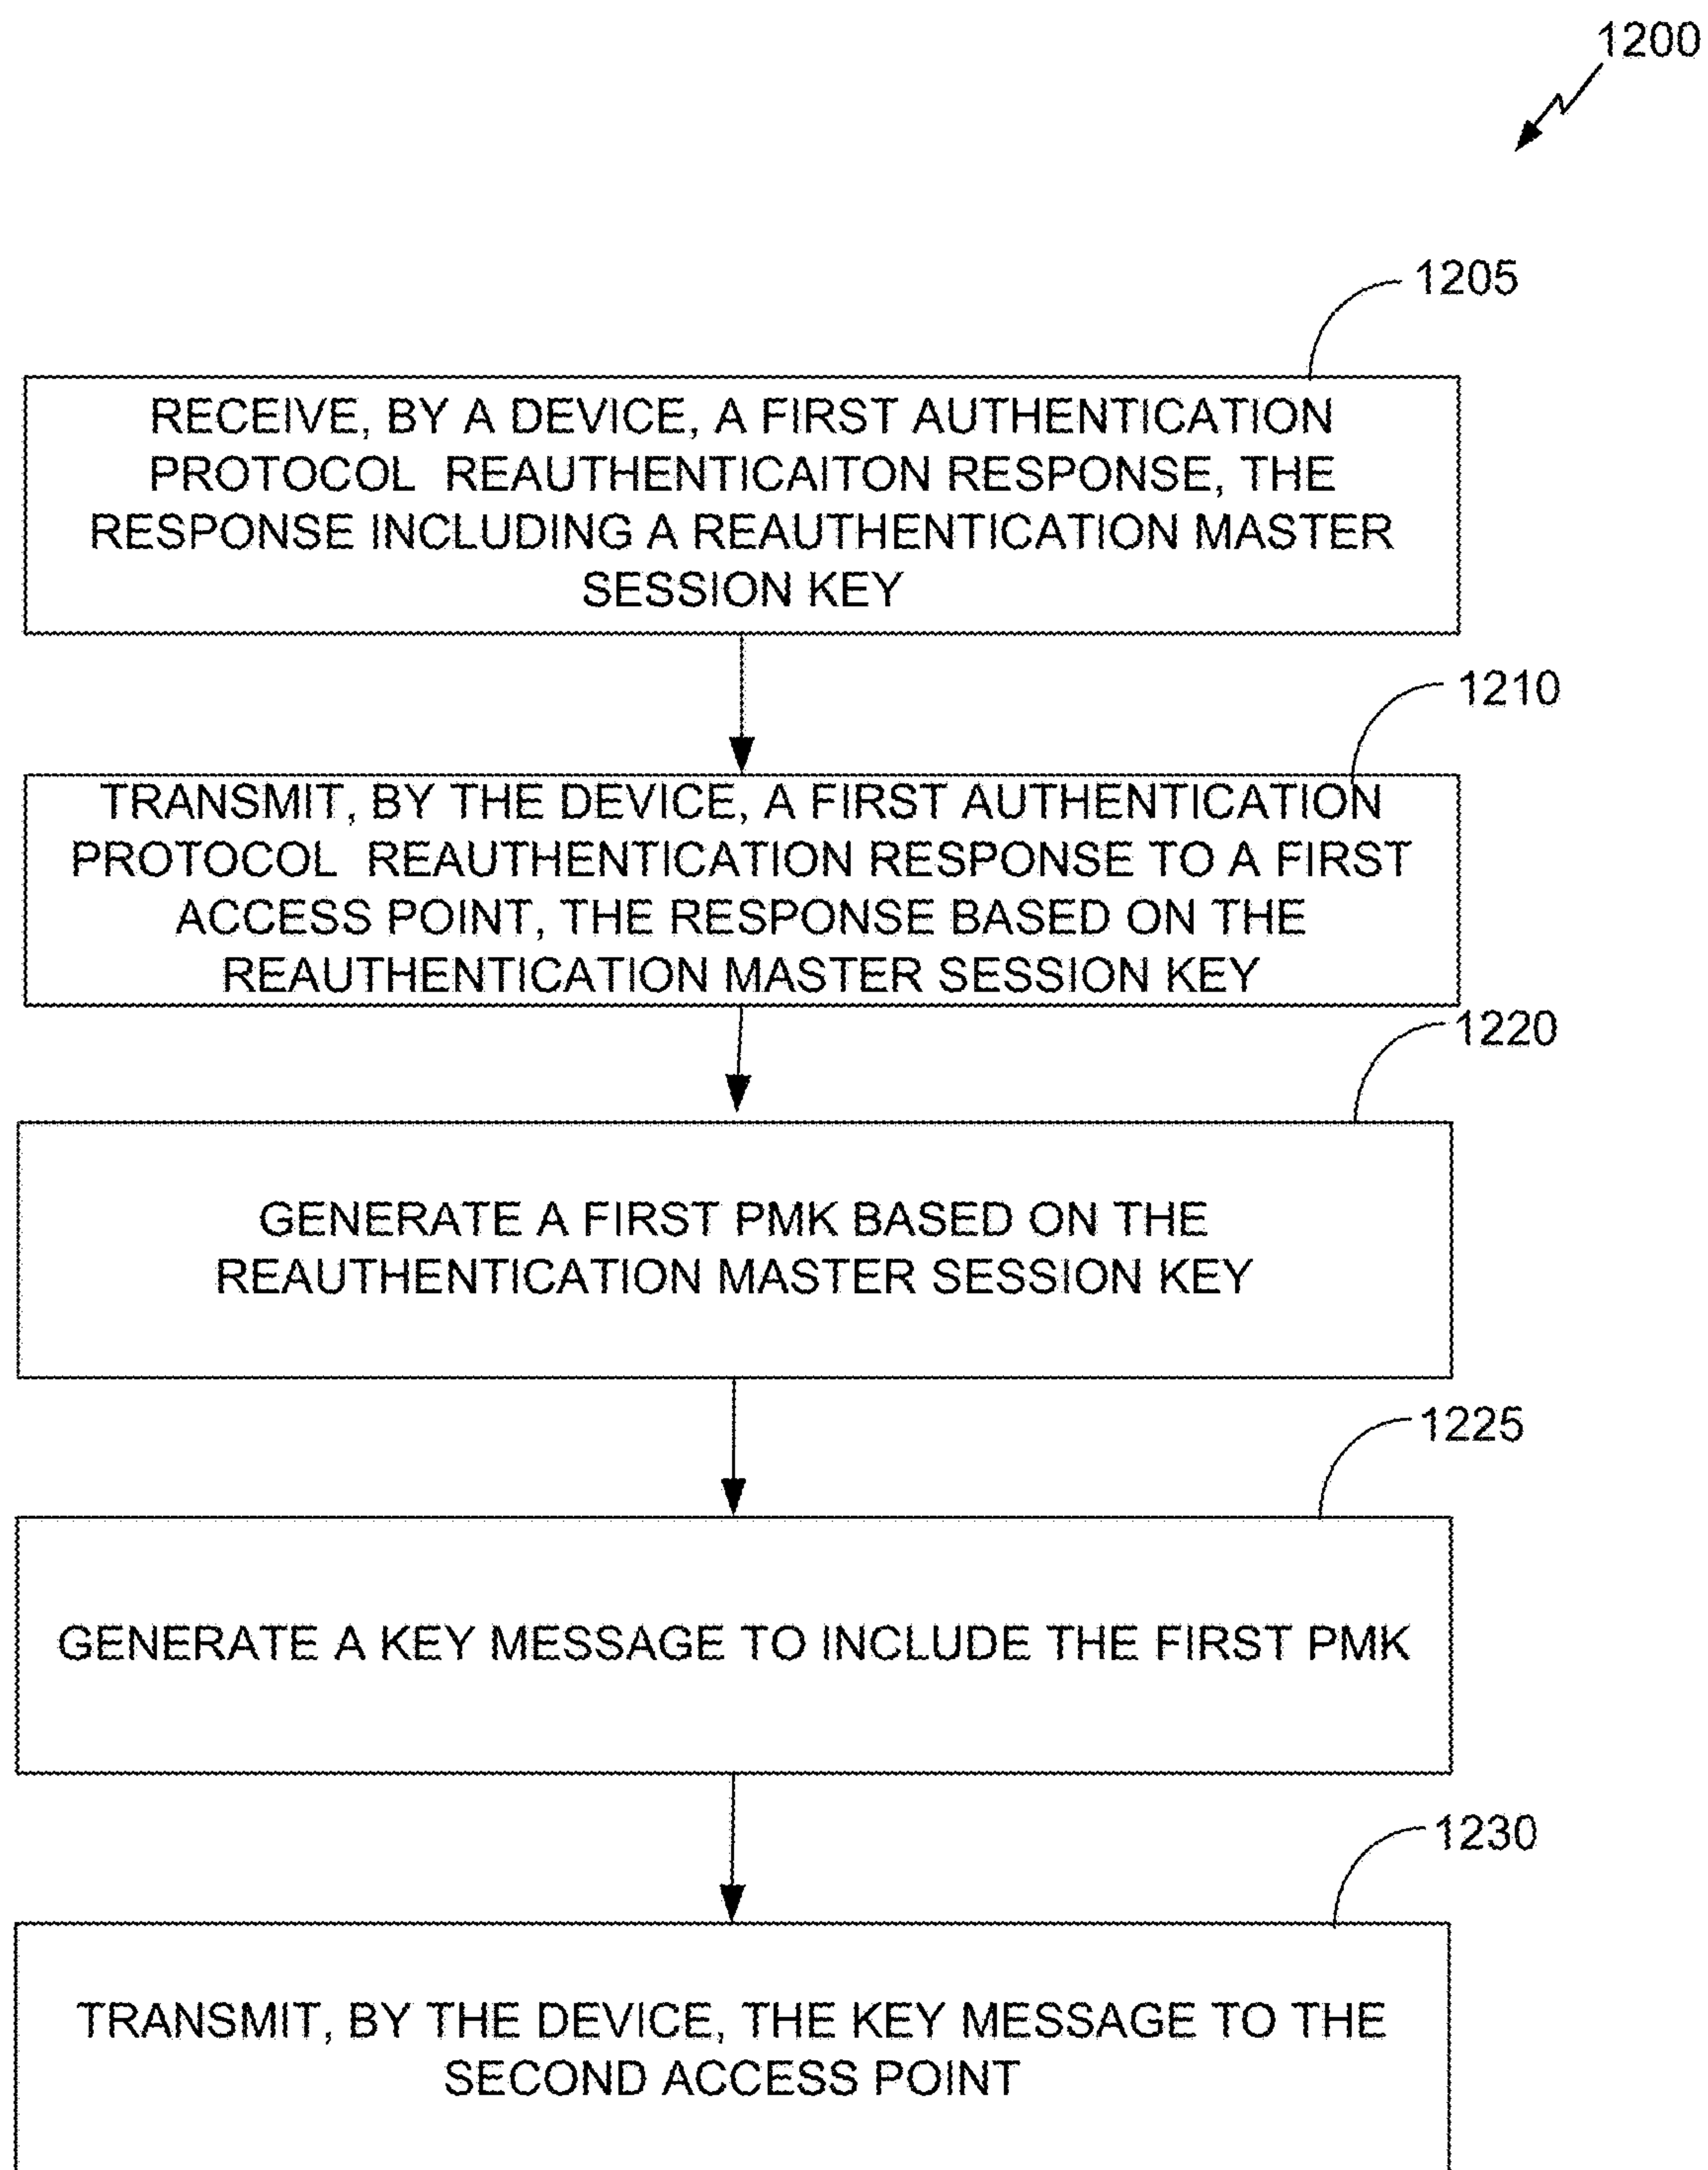 1200
1205
RECEIVE, BY A DEVICE, A FIRST AUTHENTICATION
PROTOCOL REAUTHENTICAITON RESPONSE, THE
RESPONSE INCLUDING A REAUTHENTICATION MASTER
SESSION KEY
1210
TRANSMIT, BY THE DEVICE, A FIRST AUTHENTICATION
PROTOCOL REAUTHENTICATION RESPONSE TO A FIRST
ACCESS POINT, THE RESPONSE BASED ON THE
REAUTHENTICATION MASTER SESSION KEY
1220
GENERATE A FIRST PMK BASED ON THE
REAUTHENTICATION MASTER SESSION KEY
1225
GENERATE A KEY MESSAGE TO INCLUDE THE FIRST PMK
1230
TRANSMIT, BY THE DEVICE, THE KEY MESSAGE TO THE
SECOND ACCESS POINT